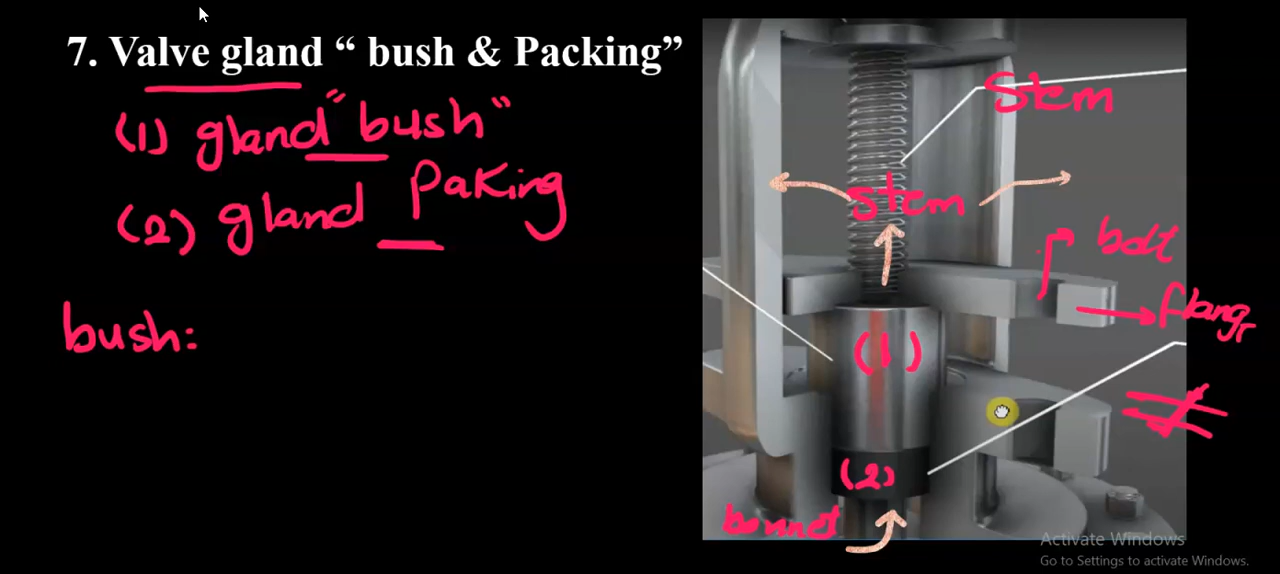 7. Valve gland “ bush & Packing”
(1) gland "bush"
(2) gland Paking
bush:
Stem
stem
bolt
flang
(1)
(2)
bonnet
Activate Windows
Go to Settings to activate Windows.